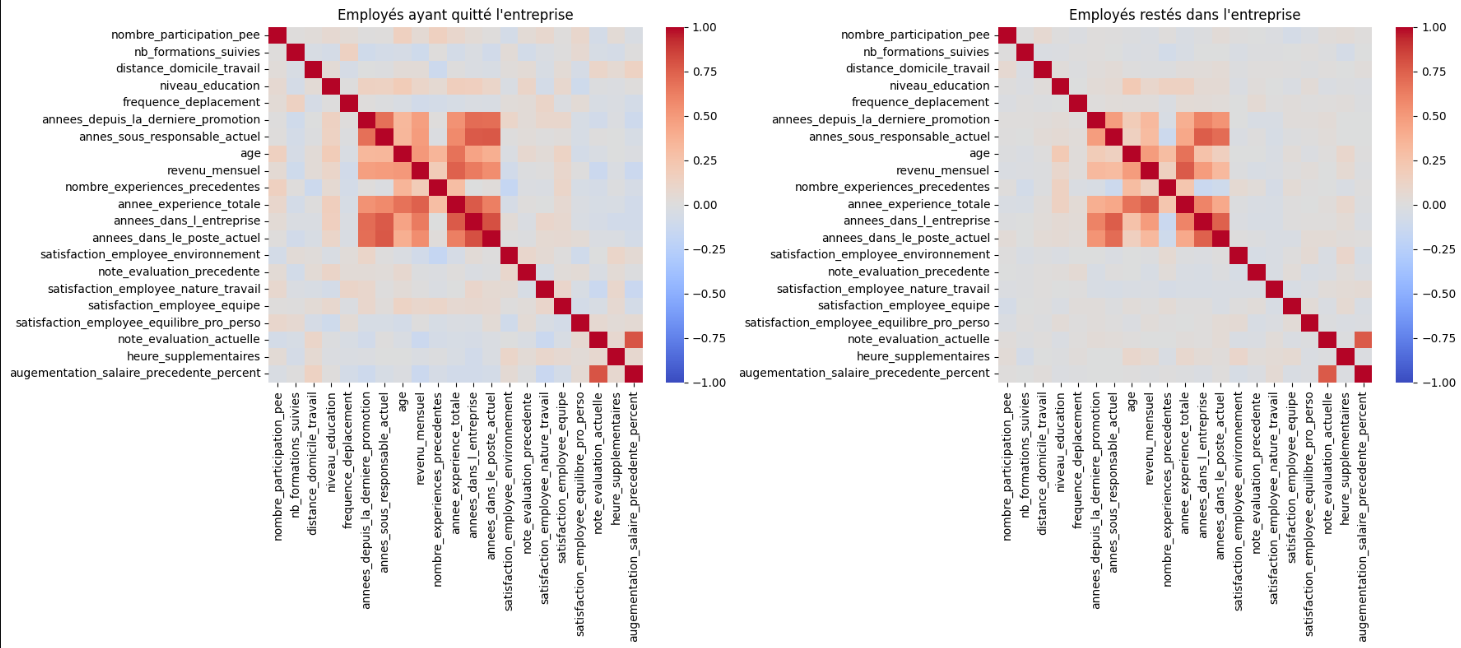 Employés ayant quitté l'entreprise
nombre_participation_pee
nb_formations_suivies
distance_domicile_travail
niveau_education
frequence_deplacement
annees_depuis_la_derniere_promotion
annes_sous_responsable_actuel
age
revenu_mensuel
nombre_experiences_precedentes
annee_experience_totale
annees_dans_l_entreprise
annees_dans_le_poste_actuel
satisfaction_employee_environnement
note_evaluation_precedente
satisfaction_employee_nature_travail
satisfaction_employee_equipe
satisfaction_employee_equilibre_pro_perso
note_evaluation_actuelle
heure_supplementaires
augementation_salaire_precedente_percent
nombre_participation_pee
nb_formations_suivies
distance_domicile_travail
niveau_education
frequence_deplacement
annees_depuis_la_derniere_promotion
annes_sous_responsable_actuel
age
revenu_mensuel
nombre_experiences_precedentes
annee_experience_totale
annees_dans_l_entreprise
annees_dans_le_poste_actuel
satisfaction_employee_environnement
note_evaluation_precedente
satisfaction_employee_nature_travail
satisfaction_employee_equipe
satisfaction_employee_equilibre_pro_perso
note_evaluation_actuelle
heure_supplementaires
augementation_salaire_precedente_percent
1.00
0.75
0.50
0.25
0.00
−0.25
−0.50
−0.75
−1.00
Employés restés dans l'entreprise
nombre_participation_pee
nb_formations_suivies
distance_domicile_travail
niveau_education
frequence_deplacement
annees_depuis_la_derniere_promotion
annes_sous_responsable_actuel
age
revenu_mensuel
nombre_experiences_precedentes
annee_experience_totale
annees_dans_l_entreprise
annees_dans_le_poste_actuel
satisfaction_employee_environnement
note_evaluation_precedente
satisfaction_employee_nature_travail
satisfaction_employee_equipe
satisfaction_employee_equilibre_pro_perso
note_evaluation_actuelle
heure_supplementaires
augementation_salaire_precedente_percent
nombre_participation_pee
nb_formations_suivies
distance_domicile_travail
niveau_education
frequence_deplacement
annees_depuis_la_derniere_promotion
annes_sous_responsable_actuel
age
revenu_mensuel
nombre_experiences_precedentes
annee_experience_totale
annees_dans_l_entreprise
annees_dans_le_poste_actuel
satisfaction_employee_environnement
note_evaluation_precedente
satisfaction_employee_nature_travail
satisfaction_employee_equipe
satisfaction_employee_equilibre_pro_perso
note_evaluation_actuelle
heure_supplementaires
augementation_salaire_precedente_percent
1.00
0.75
0.50
0.25
0.00
−0.25
−0.50
−0.75
−1.00